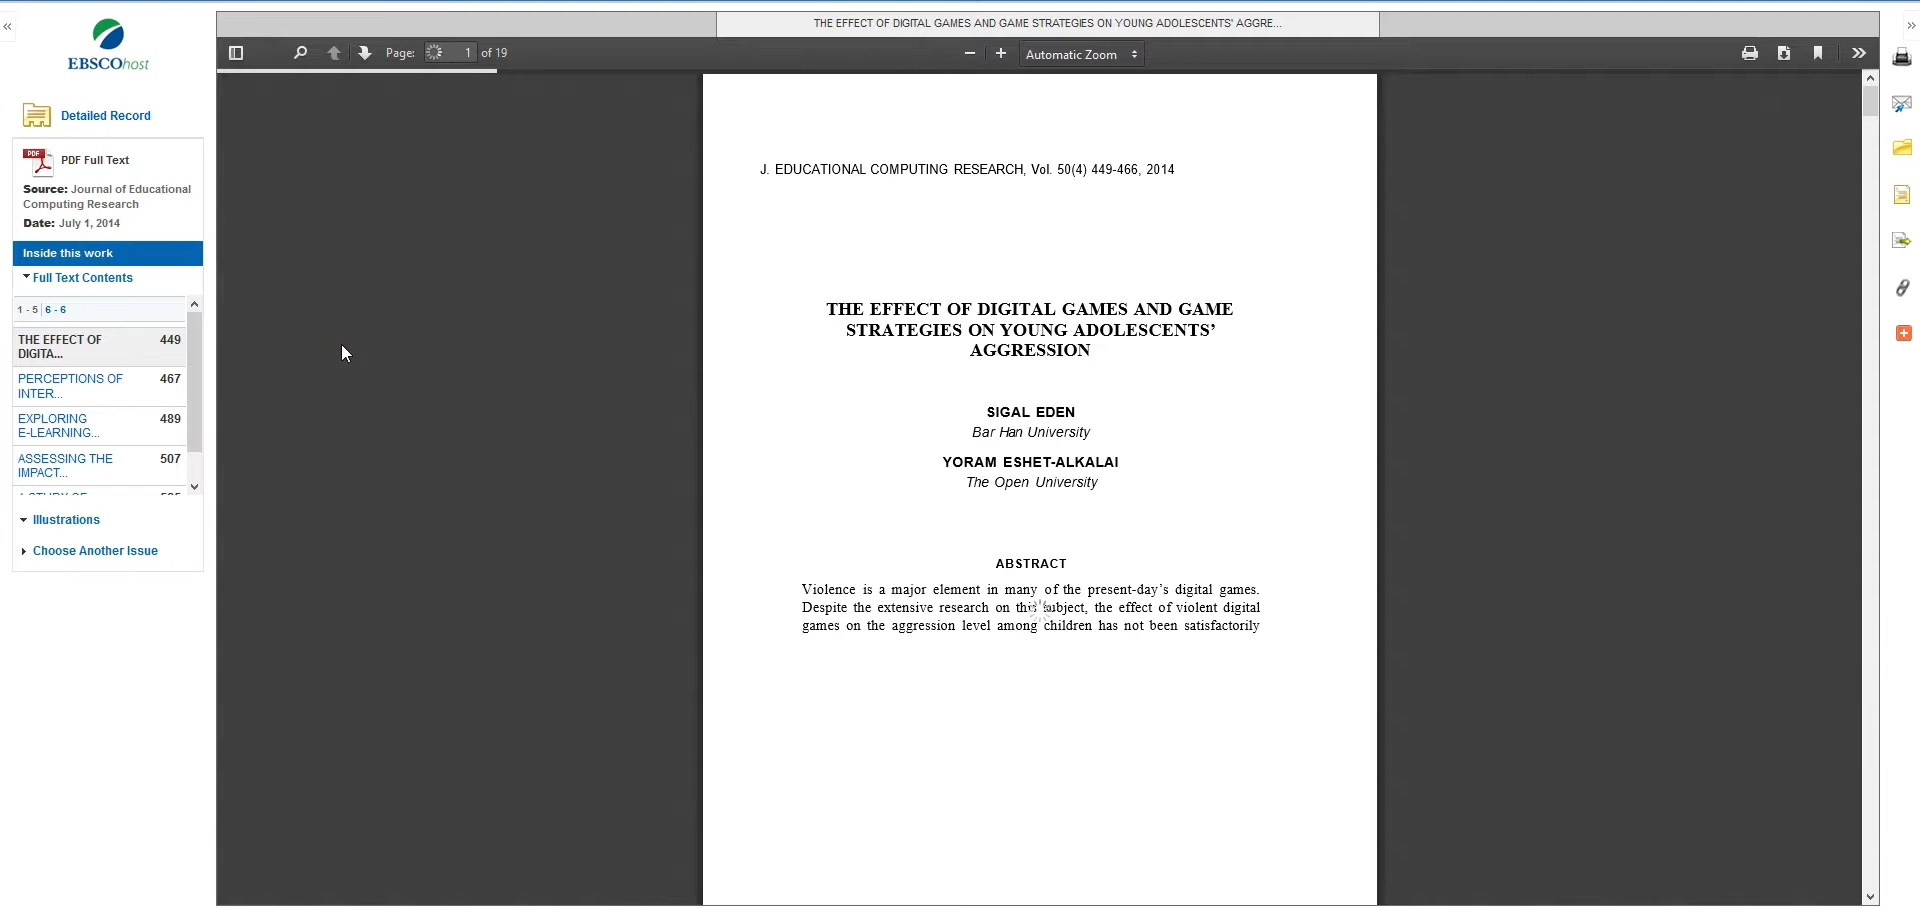 THE EFFECT OF DIGITAL GAMES AND GAME STRATEGIES ON YOUNG ADOLESCENTS' AGGRE...
EBSCOhost
Page: 1 of 19
Automatic Zoom
Detailed Record
PDF
PDF Full Text
Source: Journal of Educational
Computing Research
Date: July 1, 2014
Inside this work
Full Text Contents
1 - 5 | 6 - 6
THE EFFECT OF 449
DIGITA...
PERCEPTIONS OF 467
INTER...
EXPLORING 489
E-LEARNING...
ASSESSING THE 507
IMPACT...
Illustrations
Choose Another Issue
J. EDUCATIONAL COMPUTING RESEARCH, Vol. 50(4) 449-466, 2014
THE EFFECT OF DIGITAL GAMES AND GAME
STRATEGIES ON YOUNG ADOLESCENTS’
AGGRESSION
SIGAL EDEN
Bar Han University
YORAM ESHET-ALKALAI
The Open University
ABSTRACT
Violence is a major element in many of the present-day’s digital games.
Despite the extensive research on this subject, the effect of violent digital
games on the aggression level among children has not been satisfactorily